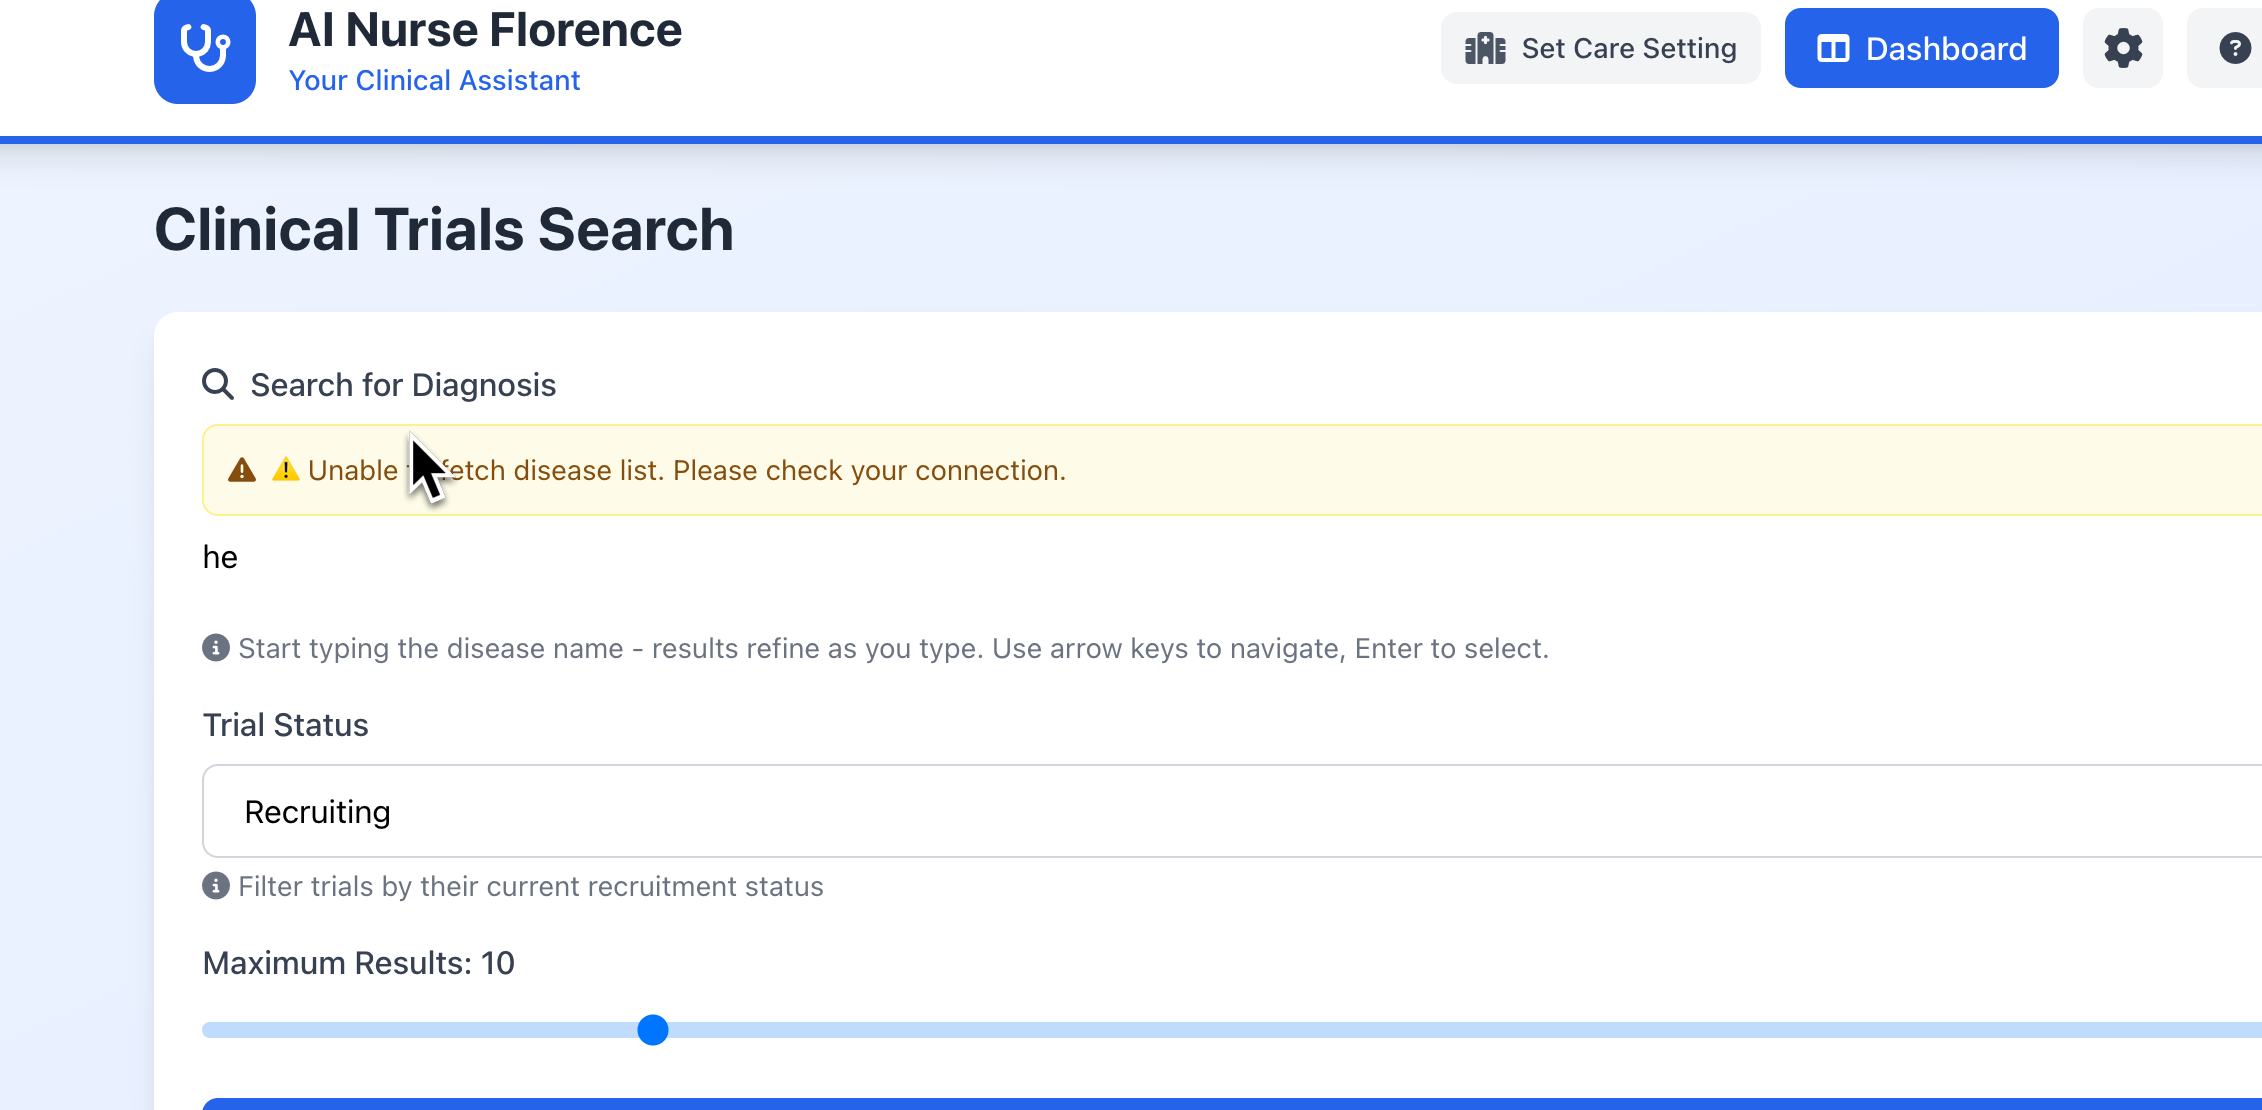 AI Nurse Florence
Your Clinical Assistant
Set Care Setting
Dashboard
Clinical Trials Search
Search for Diagnosis
⚠️ Unable fetch disease list. Please check your connection.
he
Start typing the disease name - results refine as you type. Use arrow keys to navigate, Enter to select.
Trial Status
Recruiting
Filter trials by their current recruitment status
Maximum Results: 10